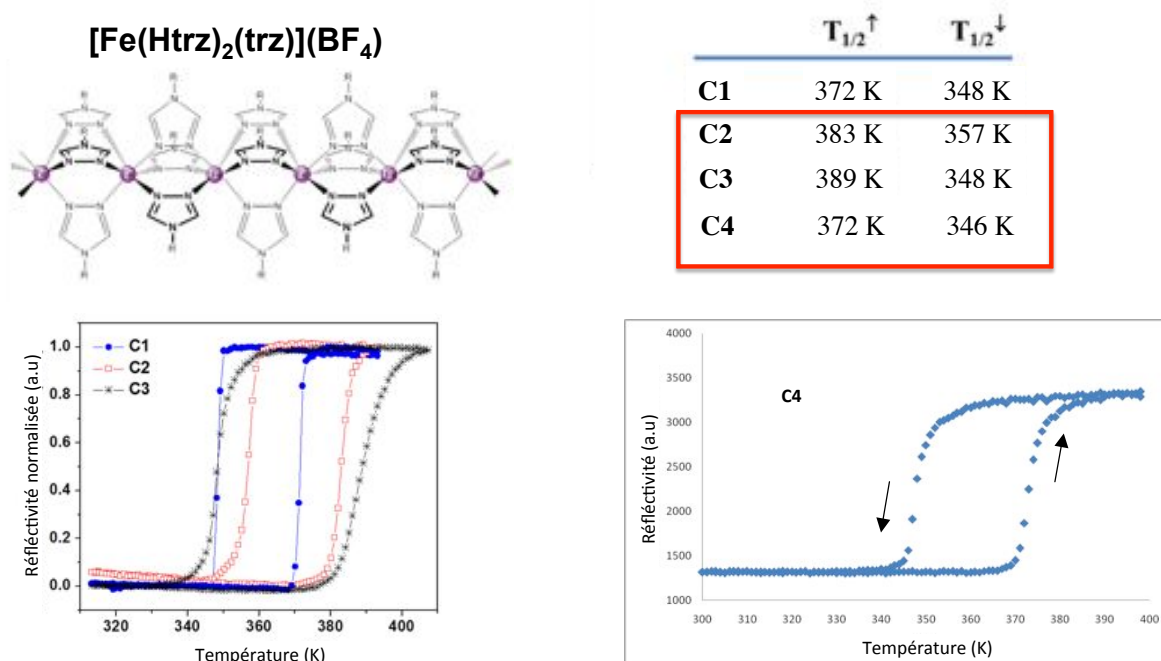 [Fe(Htrz)2(trz)](BF4)
T1/2↑ T1/2↓
C1 372 K 348 K
C2 383 K 357 K
C3 389 K 348 K
C4 372 K 346 K
R R R R R R
N N N N N N
R R R R R R
Réfléctivité normalisée (a.u)
1.0
0.8
0.6
0.4
0.2
0.0
C1
C2
C3
340 360 380 400
Température (K)
Réfléctivité (a.u)
4000
3500
3000
2500
2000
1500
1000
C4
300 310 320 330 340 350 360 370 380 390 400
Température (K)